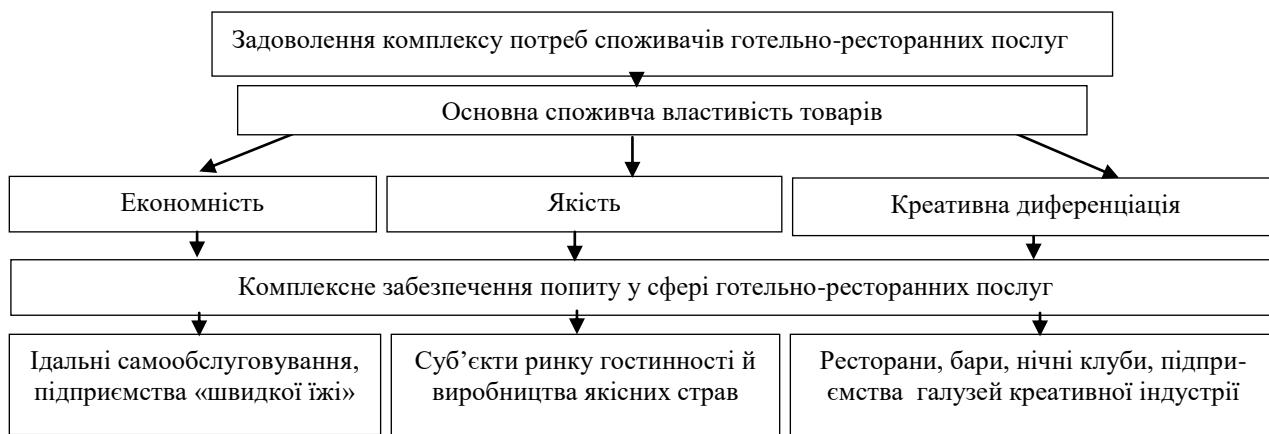 Задоволення комплексу потреб споживачів готельно-ресторанних послуг
Основна споживча властивість товарів
Економність
Якість
Креативна диференціація
Комплексне забезпечення попиту у сфері готельно-ресторанних послуг
Їдальні самообслуговування,
підприємства «швидкої їжі»
Суб’єкти ринку гостинності й
виробництва якісних страв
Ресторани, бари, нічні клуби, підпри-
ємства галузей креативної індустрії